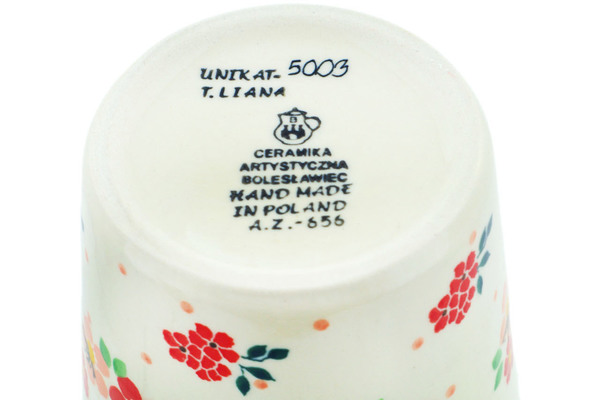 UNIKAT-5003
T.LIANA
CERAMIKA
ARTYSTYCZNA
BOLESŁAWIEC
HAND MADE
IN POLAND
A.Z.-656